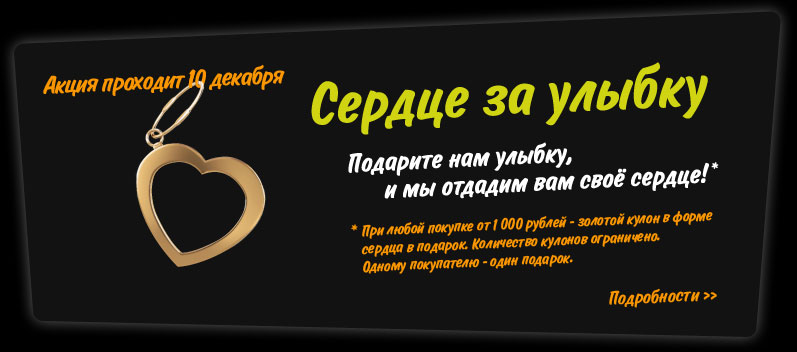 Акция проходит 10 декабря
Сердце за улыбку
Подарите нам улыбку,
и мы отдадим вам своё сердце!*
* При любой покупке от 1 000 рублей - золотой кулон в форме
сердца в подарок. Количество кулонов ограничено.
Одному покупателю - один подарок.
Подробности >>